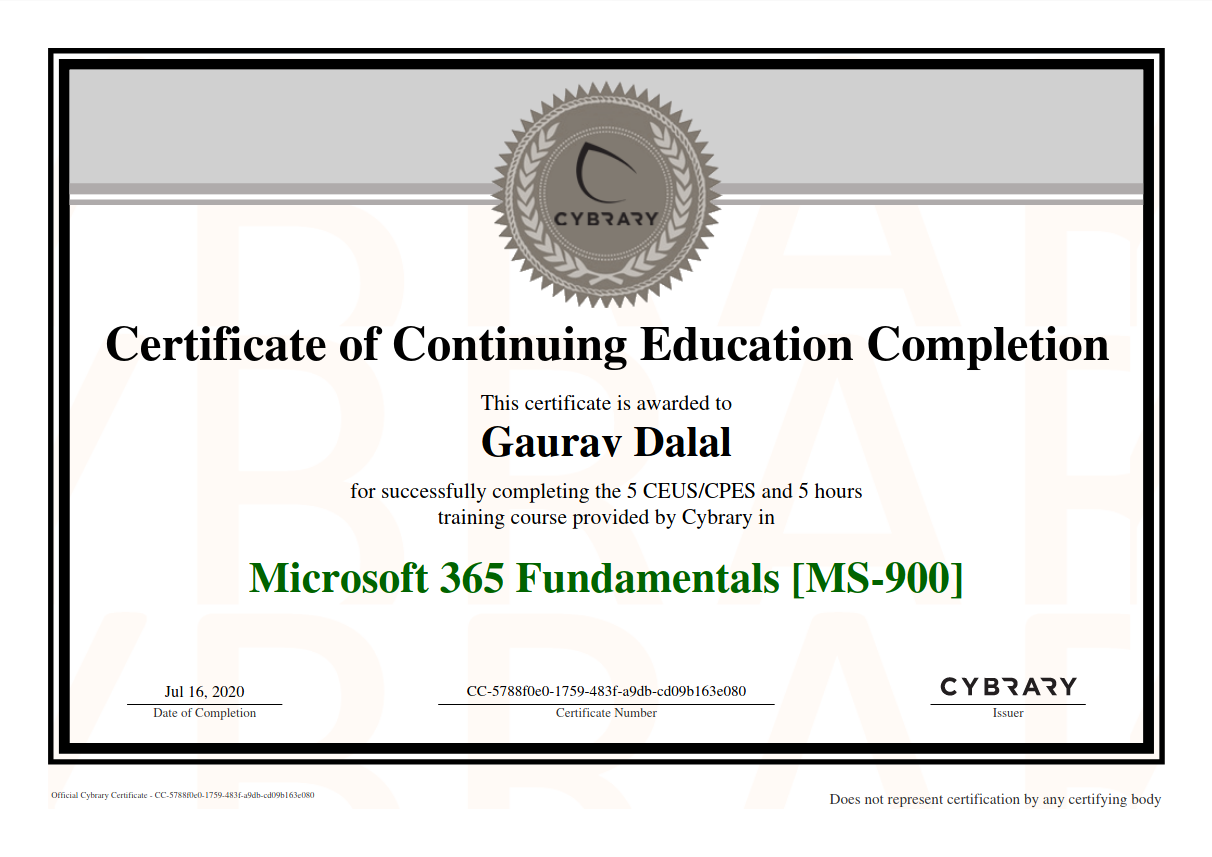 CYBRARY
Certificate of Continuing Education Completion
This certificate is awarded to
Gaurav Dalal
for successfully completing the 5 CEUS/CPES and 5 hours
training course provided by Cybrary in
Microsoft 365 Fundamentals [MS-900]
Jul 16, 2020
Date of Completion
CC-5788f0e0-1759-483f-a9db-cd09b163e080
Certificate Number
CYBRARY
Issuer
Official Cybrary Certificate - CC-5788f0e0-1759-483f-a9db-cd09b163e080
Does not represent certification by any certifying body